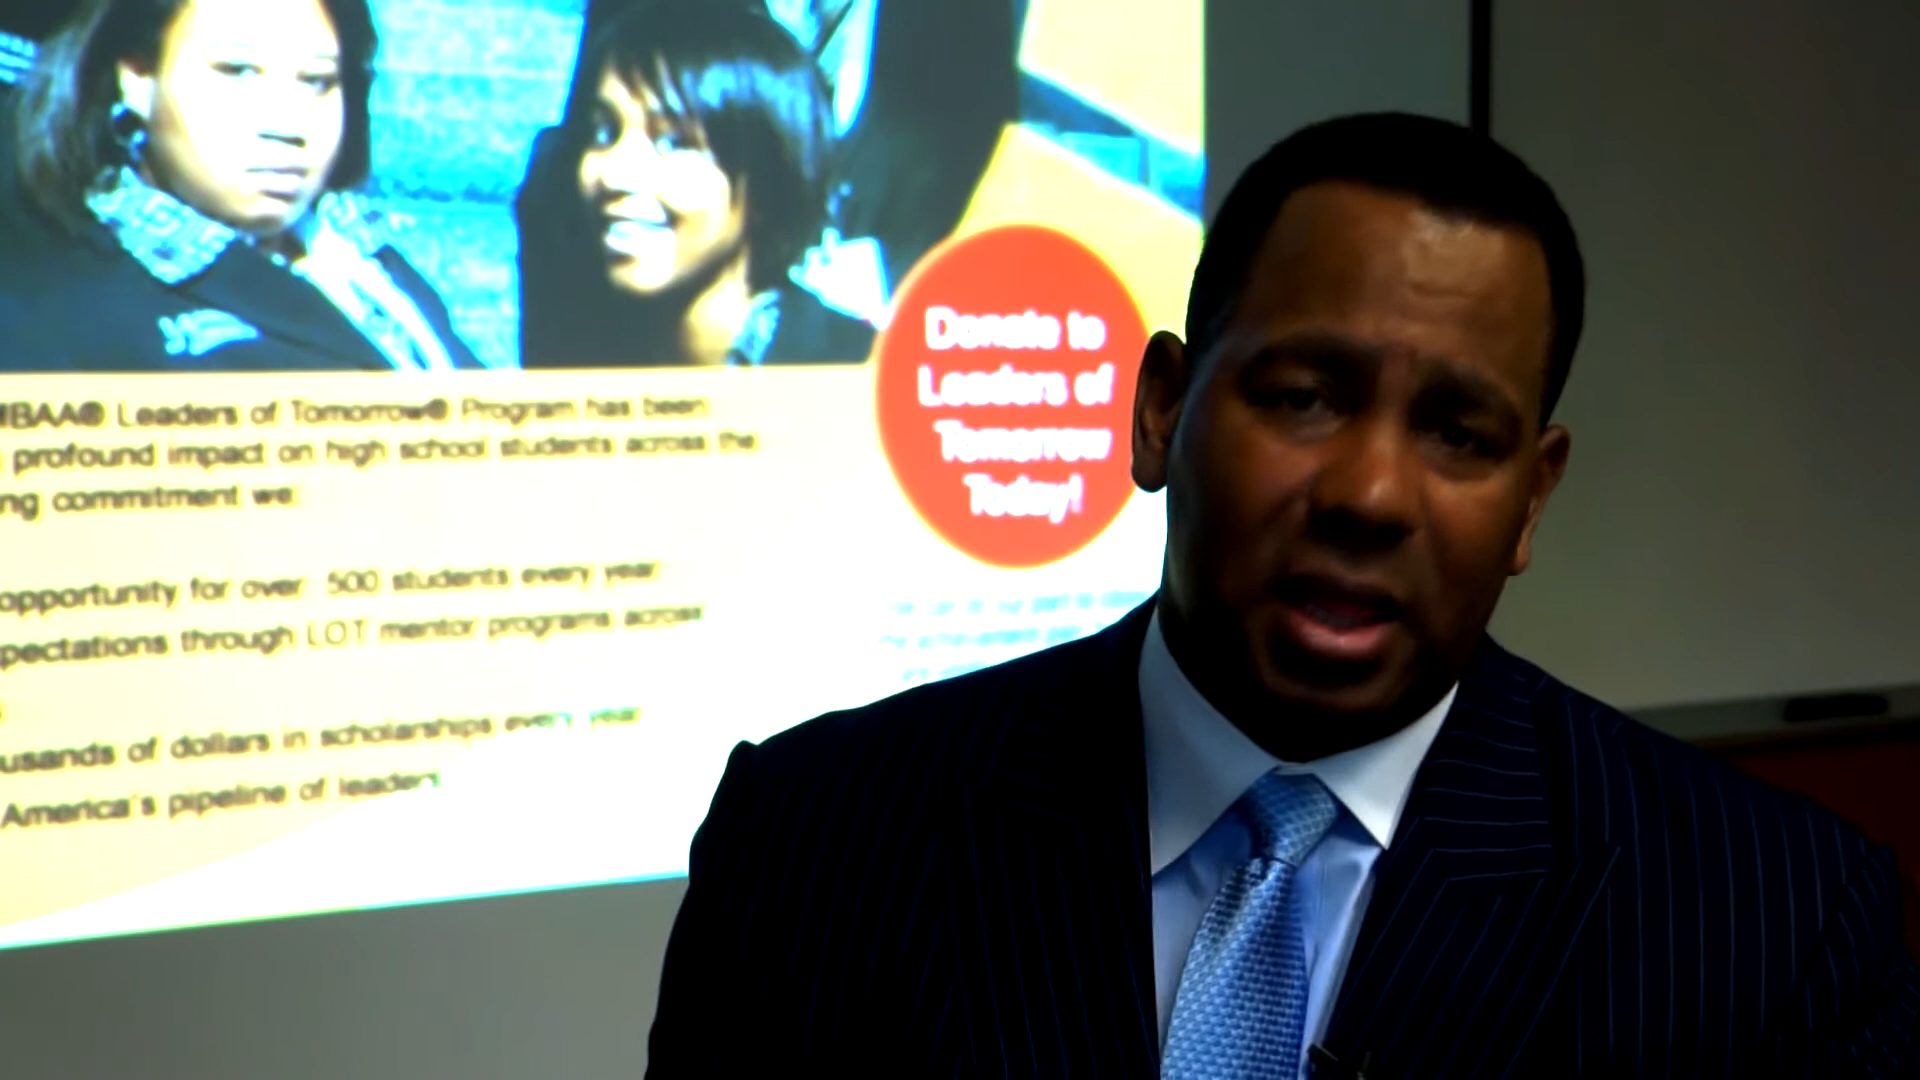 MBAA® Leaders of Tomorrow® Program has been
profound impact on high school students across the
ng commitment we:
opportunity for over 500 students every year
pectations through LOT mentor programs across
usands of dollars in scholarships every year
America's pipeline of leaders
Donate to
Leaders of
Tomorrow
Today!